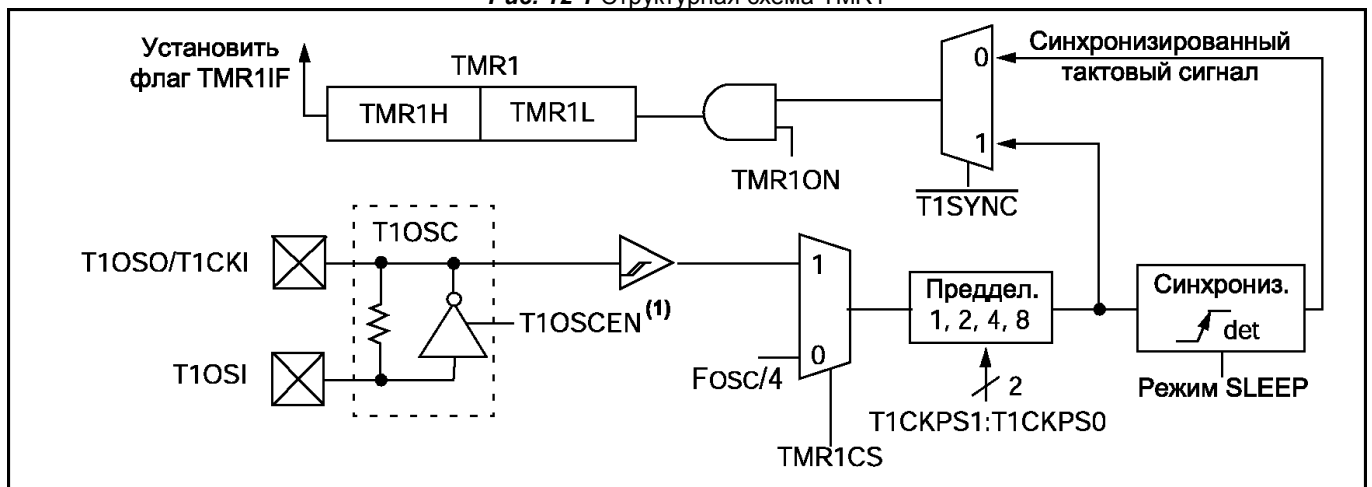 Рис. 12-1 Структурная схема TMR1
Установить
флаг TMR1IF
TMR1
TMR1H
TMR1L
TMR1ON
0
1
T1SYNC
Синхронизированный
тактовый сигнал
T1OSC
T1OSO/T1CKI
T1OSCEN (1)
T1OSI
1
0
FOSC/4
TMR1CS
Преддел.
1, 2, 4, 8
2
T1CKPS1:T1CKPS0
Синхрониз.
det
Режим SLEEP